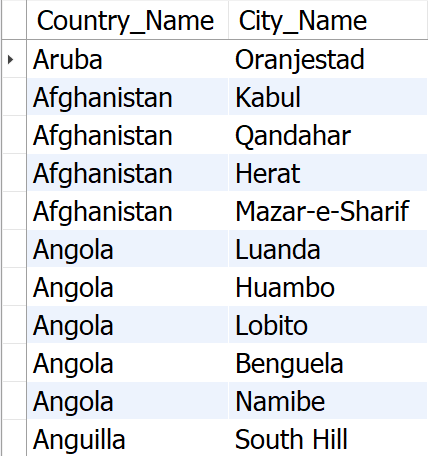 Country_Name City_Name
Aruba Oranjestad
Afghanistan Kabul
Afghanistan Qandahar
Afghanistan Herat
Afghanistan Mazar-e-Sharif
Angola Luanda
Angola Huambo
Angola Lobito
Angola Benguela
Angola Namibe
Anguilla South Hill